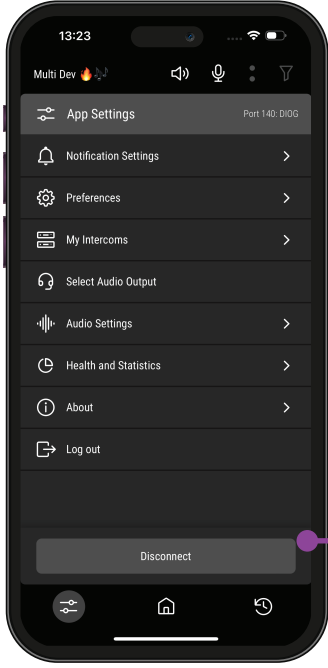 13:23
Multi Dev 🔥🎶
App Settings
Port 140: DIOG
Notification Settings
Preferences
My Intercoms
Select Audio Output
Audio Settings
Health and Statistics
About
Log out
Disconnect